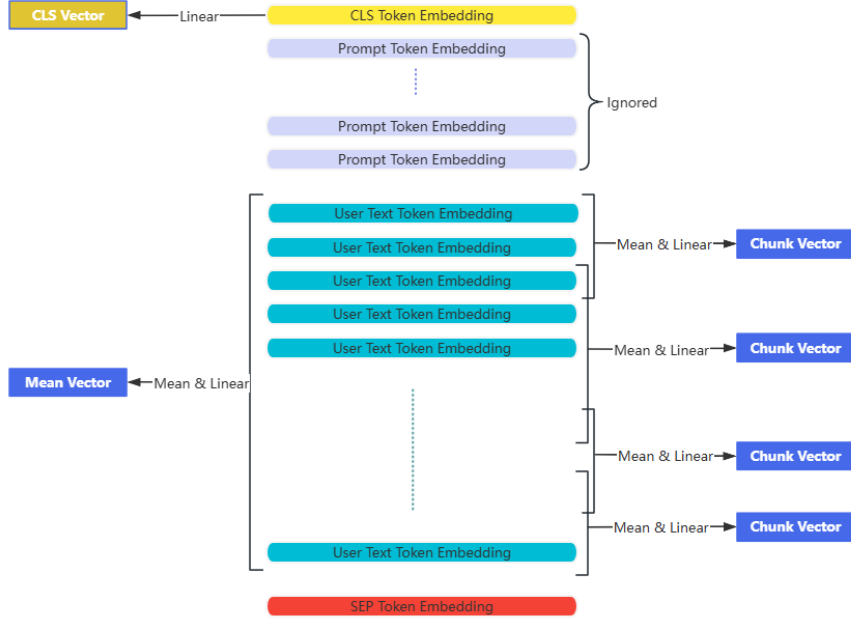 CLS Vector
Linear
CLS Token Embedding
Prompt Token Embedding
Ignored
Prompt Token Embedding
Prompt Token Embedding
User Text Token Embedding
User Text Token Embedding
Mean & Linear
Chunk Vector
User Text Token Embedding
User Text Token Embedding
User Text Token Embedding
Mean & Linear
Chunk Vector
Mean Vector
Mean & Linear
Mean & Linear
Chunk Vector
Mean & Linear
Chunk Vector
User Text Token Embedding
SEP Token Embedding